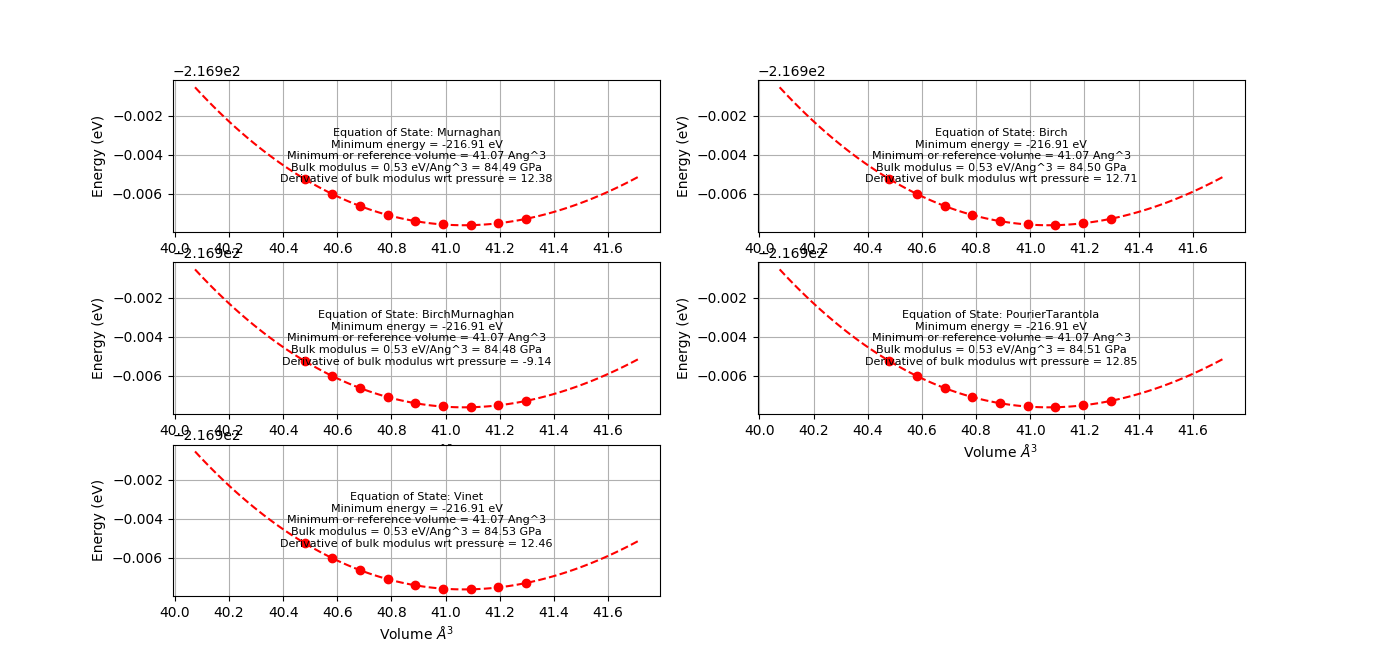 −2.169e2
Energy (eV)
−0.002
−0.004
−0.006
Equation of State: Murnaghan
Minimum energy = -216.91 eV
Minimum or reference volume = 41.07 Ang^3
Bulk modulus = 0.53 eV/Ang^3 = 84.49 GPa
Derivative of bulk modulus wrt pressure = 12.38
40.0 40.2 40.4 40.6 40.8 41.0 41.2 41.4 41.6
−2.169e2
Energy (eV)
−0.002
−0.004
−0.006
Equation of State: Birch
Minimum energy = -216.91 eV
Minimum or reference volume = 41.07 Ang^3
Bulk modulus = 0.53 eV/Ang^3 = 84.50 GPa
Derivative of bulk modulus wrt pressure = 12.71
40.0 40.2 40.4 40.6 40.8 41.0 41.2 41.4 41.6
−2.169e2
Energy (eV)
−0.002
−0.004
−0.006
Equation of State: BirchMurnaghan
Minimum energy = -216.91 eV
Minimum or reference volume = 41.07 Ang^3
Bulk modulus = 0.53 eV/Ang^3 = 84.48 GPa
Derivative of bulk modulus wrt pressure = -9.14
40.0 40.2 40.4 40.6 40.8 41.0 41.2 41.4 41.6
−2.169e2
Energy (eV)
−0.002
−0.004
−0.006
Equation of State: PourierTarantola
Minimum energy = -216.91 eV
Minimum or reference volume = 41.07 Ang^3
Bulk modulus = 0.53 eV/Ang^3 = 84.51 GPa
Derivative of bulk modulus wrt pressure = 12.85
40.0 40.2 40.4 40.6 40.8 41.0 41.2 41.4 41.6
Volume Å³
−2.169e2
Energy (eV)
−0.002
−0.004
−0.006
Equation of State: Vinet
Minimum energy = -216.91 eV
Minimum or reference volume = 41.07 Ang^3
Bulk modulus = 0.53 eV/Ang^3 = 84.53 GPa
Derivative of bulk modulus wrt pressure = 12.46
40.0 40.2 40.4 40.6 40.8 41.0 41.2 41.4 41.6
Volume Å³